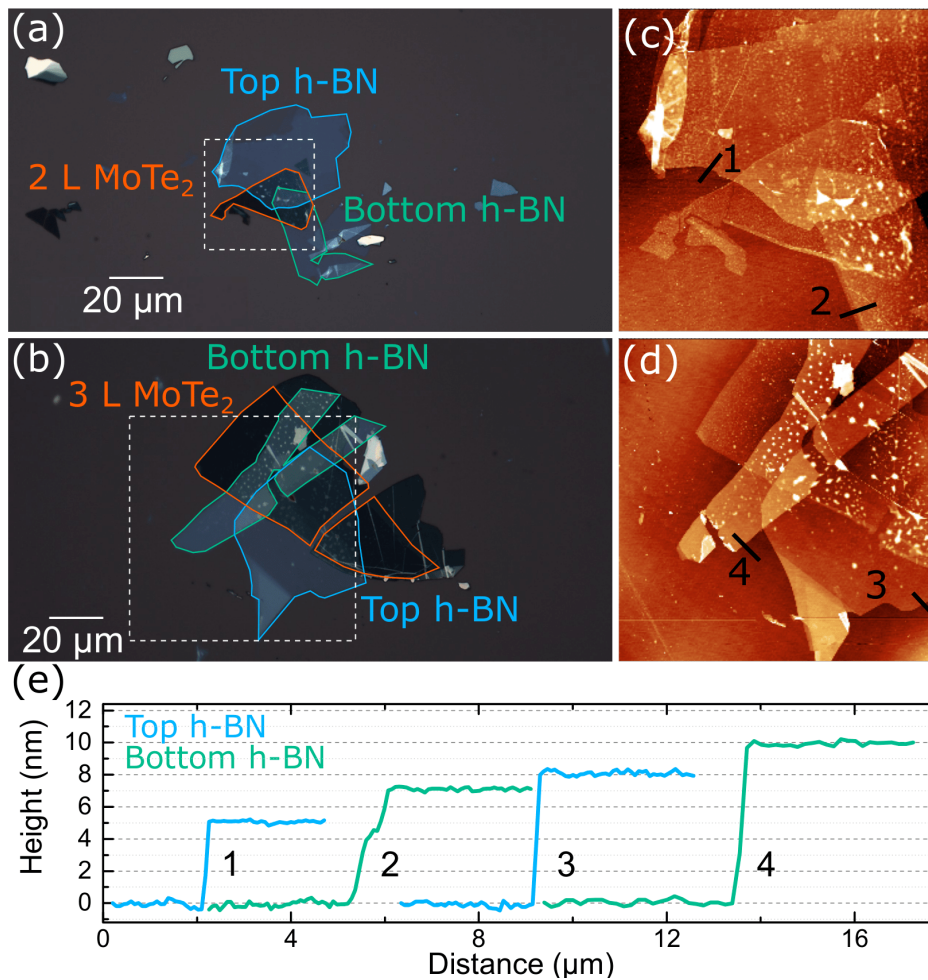 (a)
Top h-BN
2 L MoTe₂
Bottom h-BN
20 μm
(b)
Bottom h-BN
3 L MoTe₂
Top h-BN
20 μm
(c)
1
2
(d)
4
3
(e)
Top h-BN
Bottom h-BN
1
2
3
4
12
10
8
6
4
2
0
Height (nm)
0
4
8
12
16
Distance (μm)